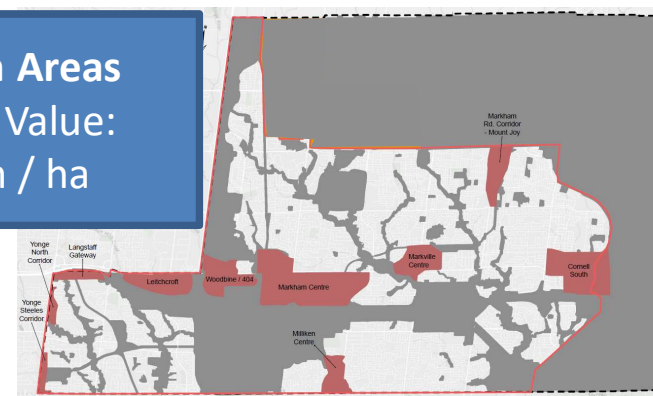 Areas
Value:
/ ha
Markham
Rd. Corridor
- Mount Joy
Yonge
North
Corridor
Langstaff
Gateway
Leitchcroft
Woodbine / 404
Markham Centre
Markville
Centre
Cornell
South
Yonge
Steeles
Corridor
Milliken
Centre